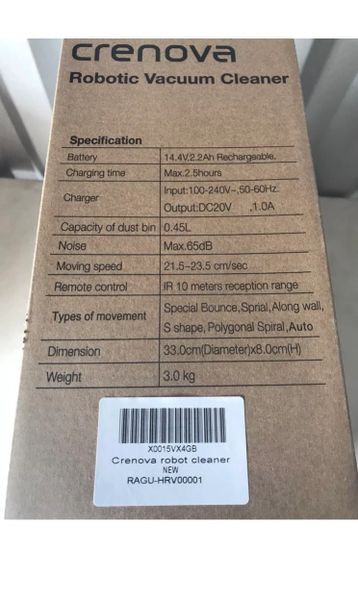 crenova
Robotic Vacuum Cleaner
Specification
Battery 14.4V,2.2Ah Rechargeable.
Charging time Max.2.5hours
Charger Input:100-240V~,50-60Hz.
Output:DC20V ,1.0A
Capacity of dust bin 0.45L
Noise Max.65dB
Moving speed 21.5-23.5 cm/sec
Remote control IR 10 meters reception range
Types of movement Special Bounce,Sprial,Along wall,
S shape, Polygonal Spiral,Auto
Dimension 33.0cm(Diameter)x8.0cm(H)
Weight 3.0 kg
X0015VX4GB
Crenova robot cleaner
NEW
RAGU-HRV00001